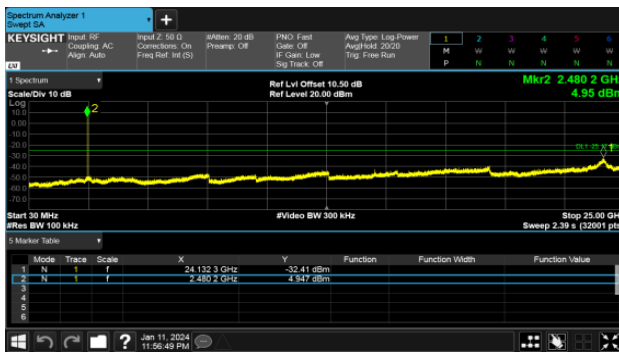 Spectrum Analyzer 1
Swept SA
+
KEYSIGHT Input: RF Input Z: 50 Ω #Atten: 20 dB PNO: Fast Avg Type: Log-Power 1 2 3 4 5 6
Coupling: AC Corrections: On Preamp: Off Gate: Off Avg|Hold: 20/20 M W W W W W
Align: Auto Freq Ref: Int (S) IF Gain: Low Trig: Free Run P N N N N N
Sig Track: Off
LXI
1 Spectrum Ref Lvl Offset 10.50 dB Mkr2 2.480 2 GH
Scale/Div 10 dB Ref Level 20.00 dBm 4.95 dBm
Log
10.0 2
0.00
-10.0
-20.0
-30.0 1
-40.0
-50.0
-60.0
-70.0
Start 30 MHz #Video BW 300 kHz Stop 25.00 GH
#Res BW 100 kHz Sweep 2.39 s (32001 pts
5 Marker Table
Mode Trace Scale X Y Function Function Width Function Value
1 N 1 f 24.132 3 GHz -32.41 dBm
2 N 1 f 2.480 2 GHz 4.947 dBm
3
4
5
6
? Jan 11, 2024
11:56:49 PM